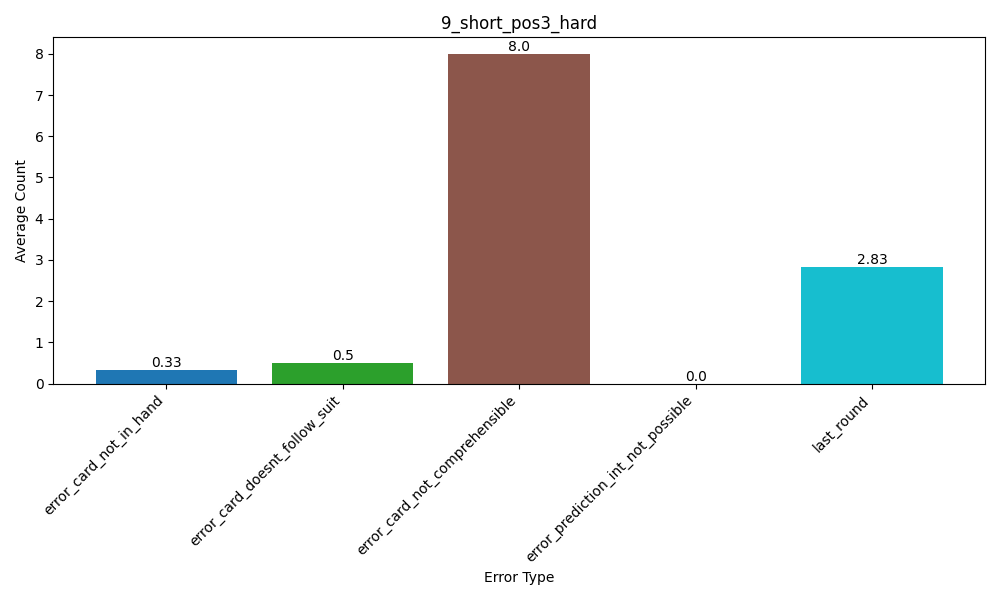 9_short_pos3_hard
Average Count
8
7
6
5
4
3
2
1
0
0.33
0.5
8.0
0.0
2.83
error_card_not_in_hand
error_card_doesnt_follow_suit
error_card_not_comprehensible
error_prediction_int_not_possible
last_round
Error Type